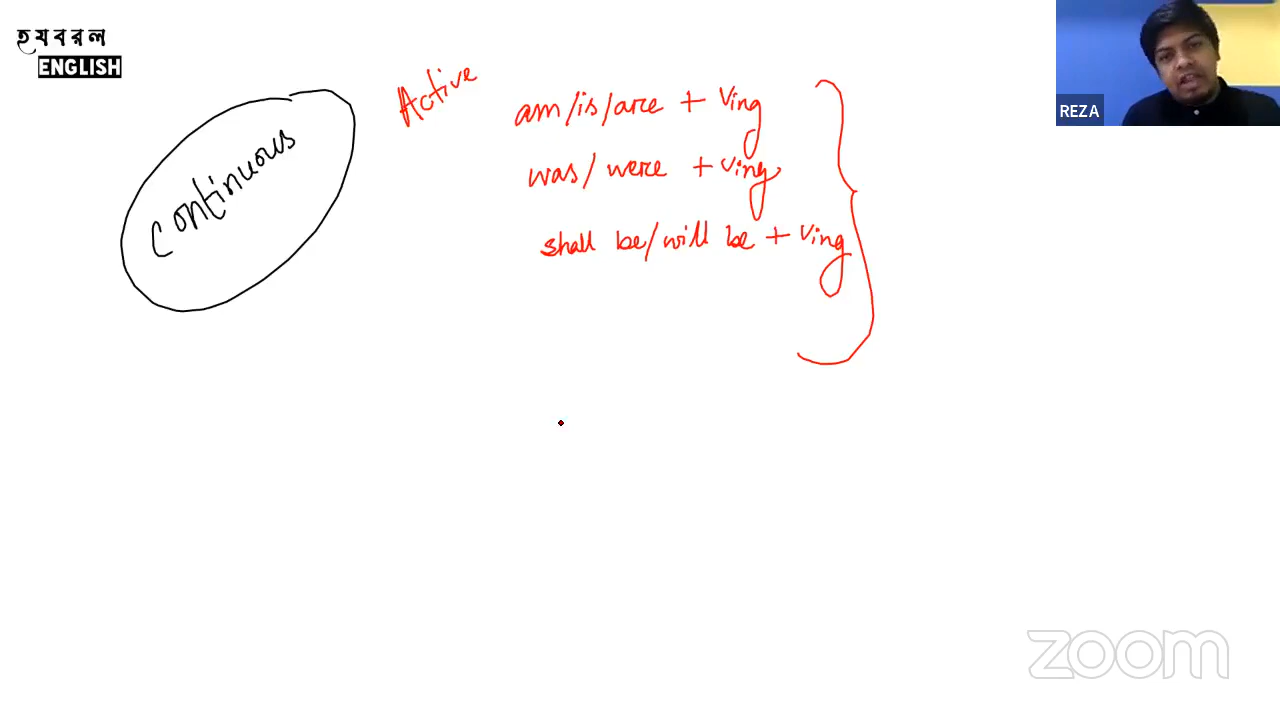 হযবরল
ENGLISH
Continuous
Active
am/is/are + Ving
was/were + Ving
shall be/will be + Ving
REZA
zoom